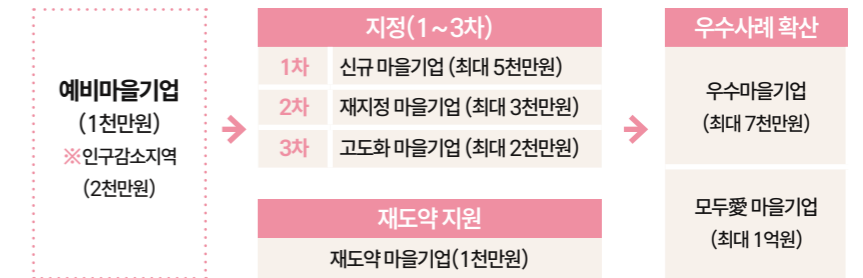 예비마을기업
(1천만원)
※인구감소지역
(2천만원)
지정(1~3차)
1차 신규 마을기업 (최대 5천만원)
2차 재지정 마을기업 (최대 3천만원)
3차 고도화 마을기업 (최대 2천만원)
재도약 지원
재도약 마을기업(1천만원)
우수사례 확산
우수마을기업
(최대 7천만원)
모두愛 마을기업
(최대 1억원)